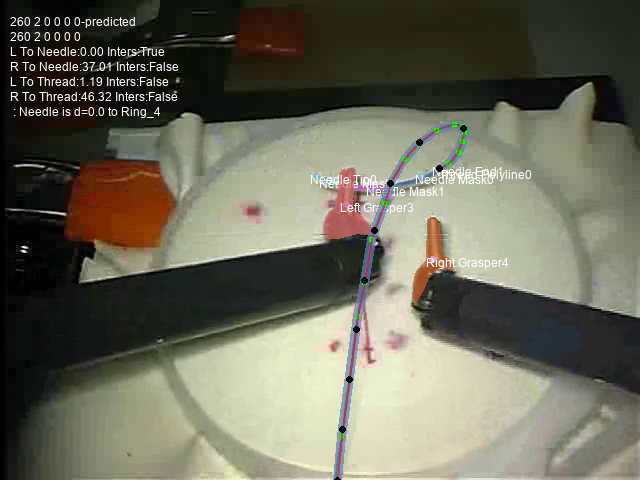 260 2 0 0 0 0-predicted
260 2 0 0 0 0
L To Needle:0.00 Inters:True
R To Needle:37.01 Inters:False
L To Thread:1.19 Inters:False
R To Thread:46.32 Inters:False
: Needle is d=0.0 to Ring_4
Needle End1
Needle Tip0
Needle Mask0
Needle Mask1
Left Grasper3
Right Grasper4